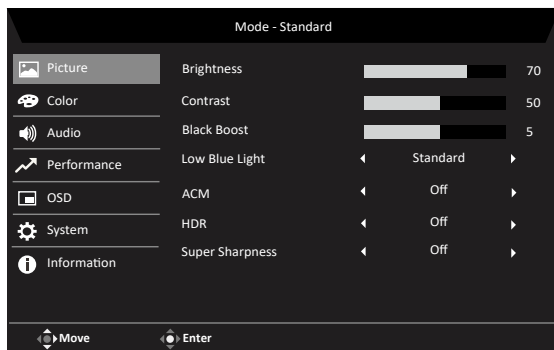 Mode - Standard
Picture
Brightness 70
Color
Contrast 50
Audio
Black Boost 5
Performance
Low Blue Light Standard
OSD
ACM Off
System
HDR Off
Information
Super Sharpness Off
Move Enter